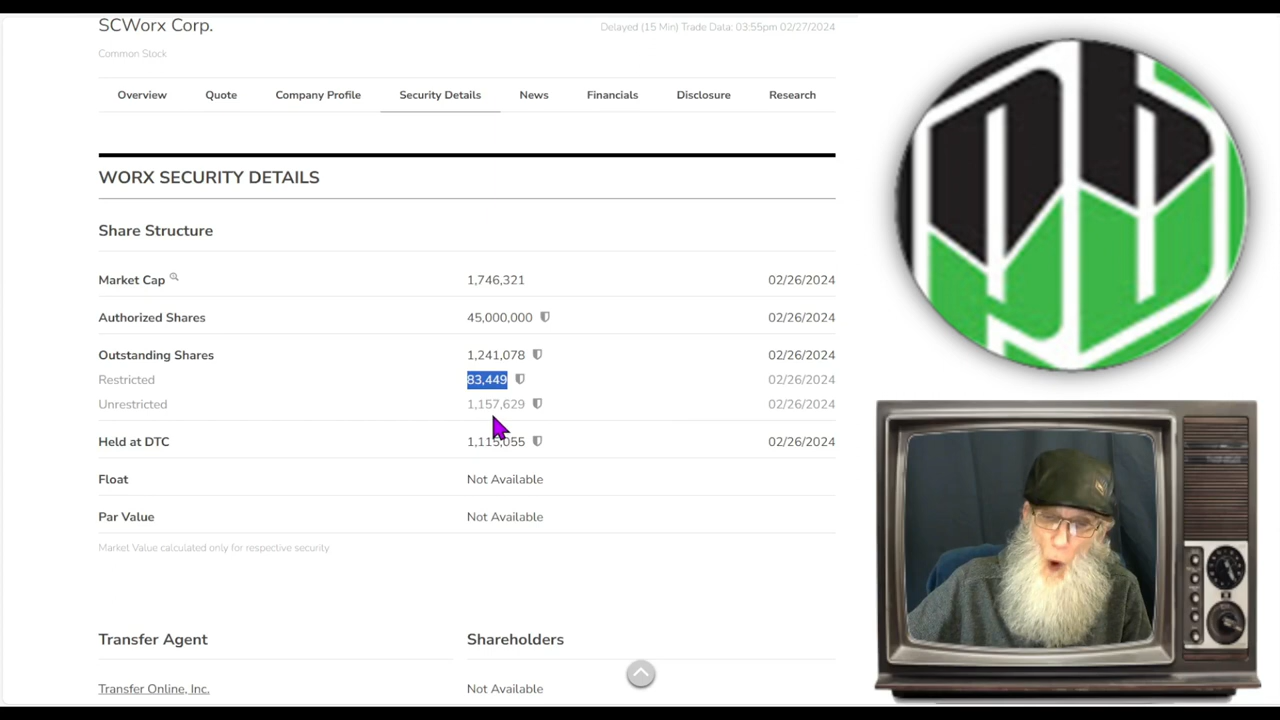 SCWorx Corp.
Delayed (15 Min) Trade Data: 03:55pm 02/27/2024
Common Stock
Overview Quote Company Profile Security Details News Financials Disclosure Research
WORX SECURITY DETAILS
Share Structure
Market Cap 1,746,321 02/26/2024
Authorized Shares 45,000,000 02/26/2024
Outstanding Shares 1,241,078 02/26/2024
Restricted 83,449 02/26/2024
Unrestricted 1,157,629 02/26/2024
Held at DTC 1,115,055 02/26/2024
Float Not Available
Par Value Not Available
Market Value calculated only for respective security
Transfer Agent Shareholders
Transfer Online, Inc. Not Available